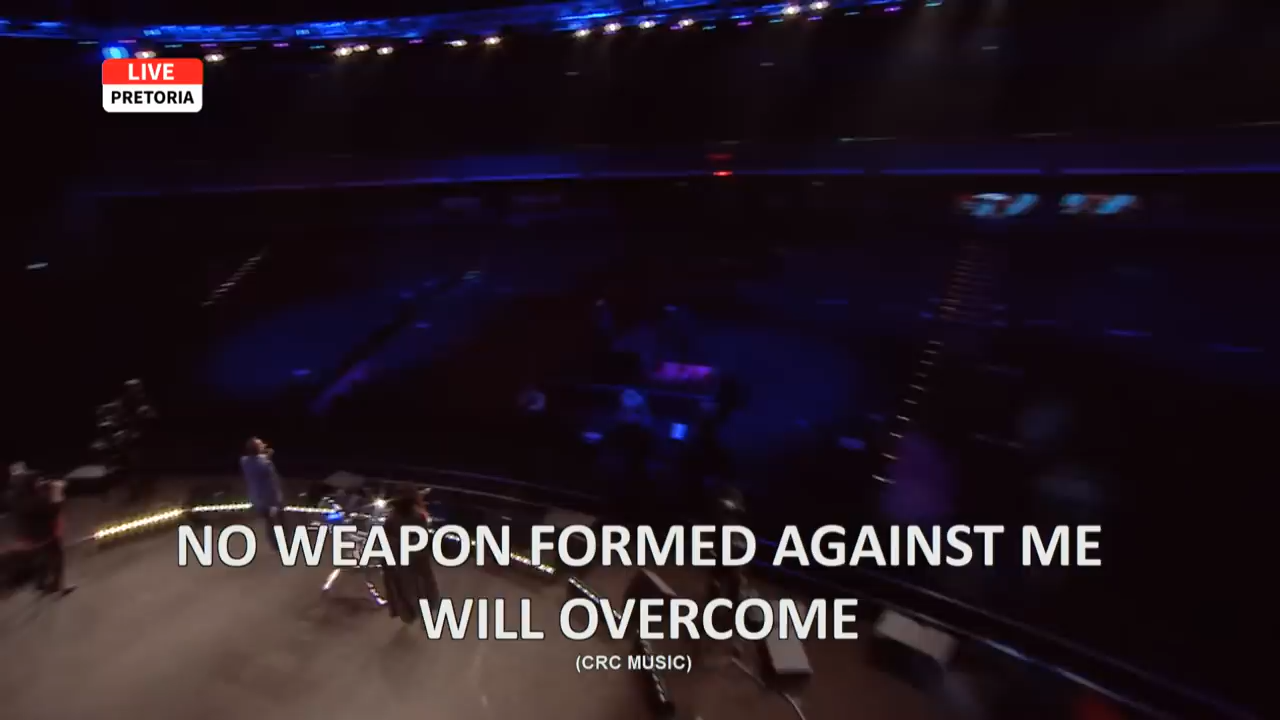 LIVE
PRETORIA
NO WEAPON FORMED AGAINST ME
WILL OVERCOME
(CRC MUSIC)